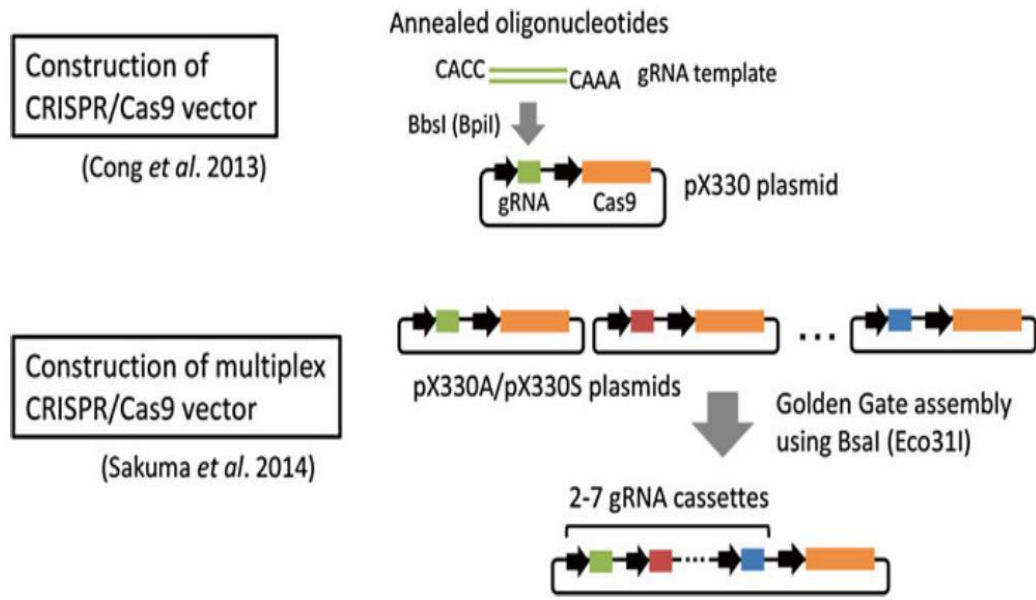 Construction of
CRISPR/Cas9 vector
(Cong et al. 2013)
Annealed oligonucleotides
CACC
CAAA
gRNA template
BbsI (BpiI)
gRNA
Cas9
pX330 plasmid
Construction of multiplex
CRISPR/Cas9 vector
(Sakuma et al. 2014)
...
pX330A/pX330S plasmids
Golden Gate assembly
using BsaI (Eco31I)
2-7 gRNA cassettes